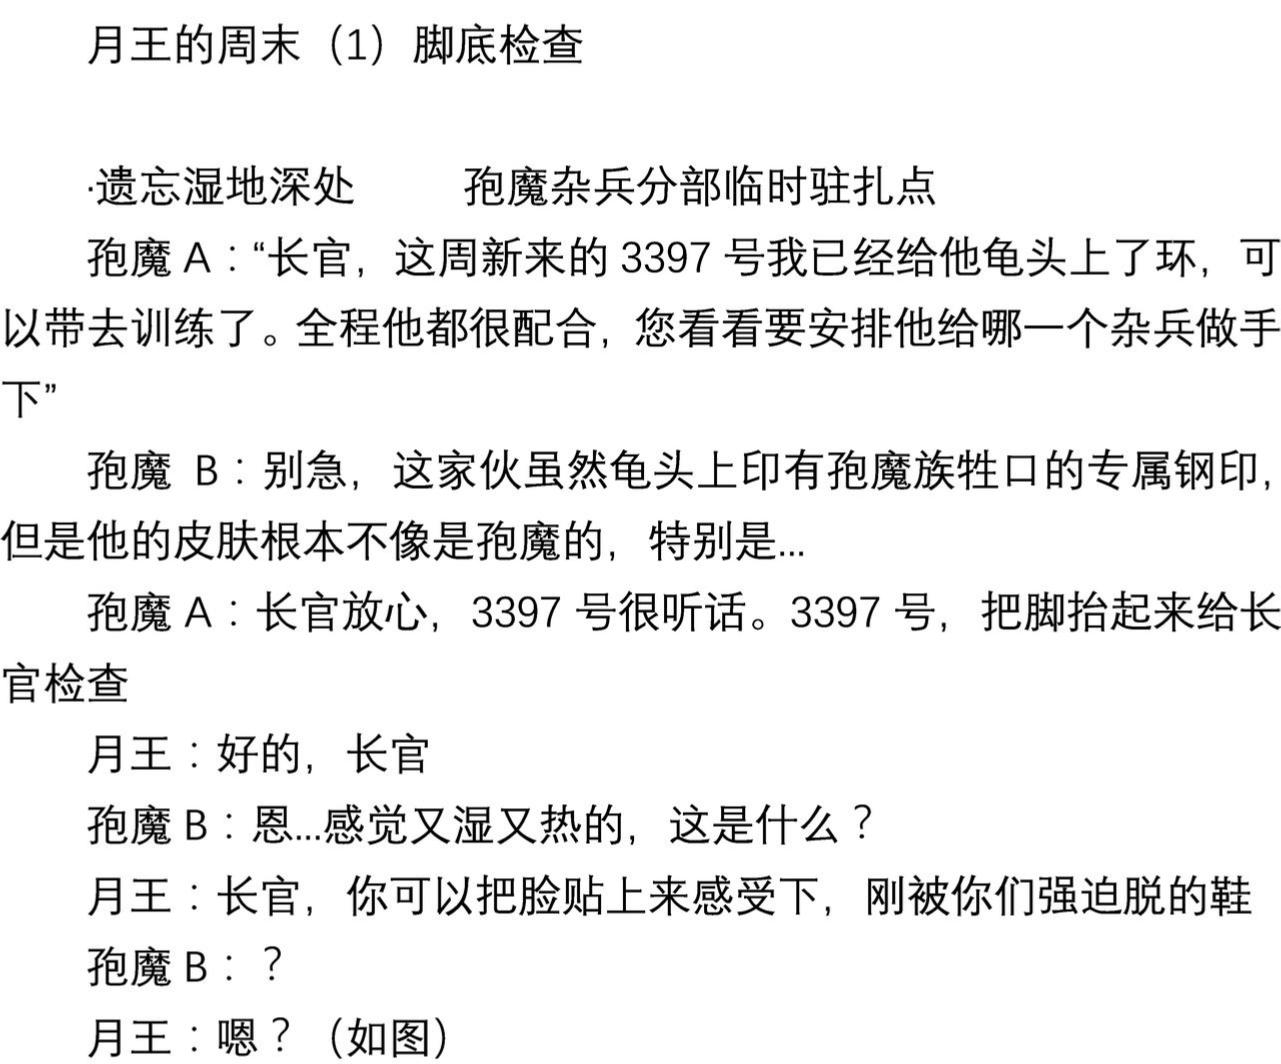 月王的周末（1）脚底检查
·遗忘湿地深处 孢魔杂兵分部临时驻扎点
孢魔 A：“长官，这周新来的 3397 号我已经给他龟头上了环，可
以带去训练了。全程他都很配合，您看看要安排他给哪一个杂兵做手
下”
孢魔 B：别急，这家伙虽然龟头上印有孢魔族牲口的专属钢印，
但是他的皮肤根本不像是孢魔的，特别是...
孢魔 A：长官放心，3397 号很听话。3397 号，把脚抬起来给长
官检查
月王：好的，长官
孢魔 B：恩...感觉又湿又热的，这是什么？
月王：长官，你可以把脸贴上来感受下，刚被你们强迫脱的鞋
孢魔 B：？
月王：嗯？（如图）